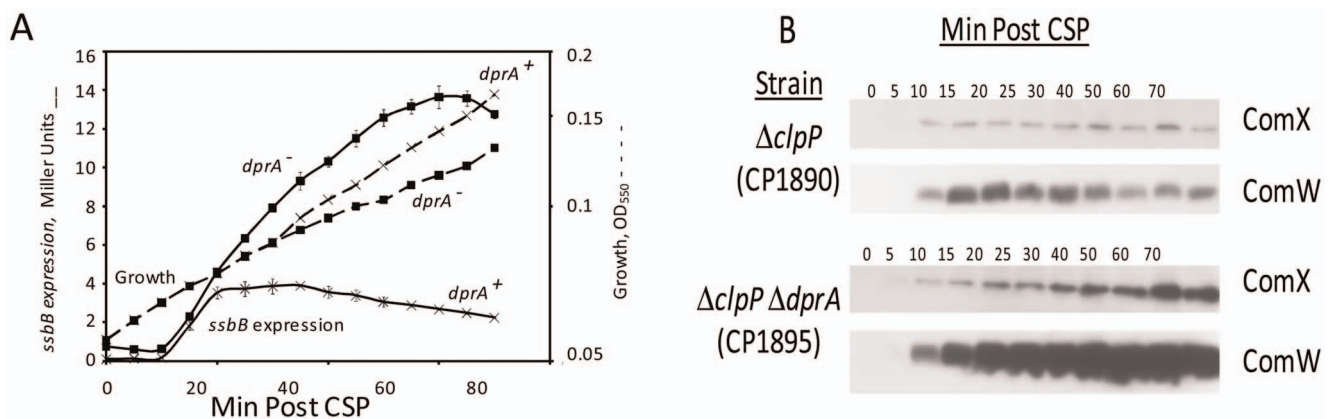 A
ssbB expression, Miller Units __
16
14
12
10
8
6
4
2
0
0.2
0.15
0.1
0.05
Growth, OD550 - - - - -
dprA+
dprA-
dprA-
Growth
dprA+
ssbB expression
0 20 40 60 80
Min Post CSP
B
Min Post CSP
Strain
0 5 10 15 20 25 30 40 50 60 70
ΔclpP
(CP1890)
ComX
ComW
0 5 10 15 20 25 30 40 50 60 70
ΔclpP ΔdprA
(CP1895)
ComX
ComW